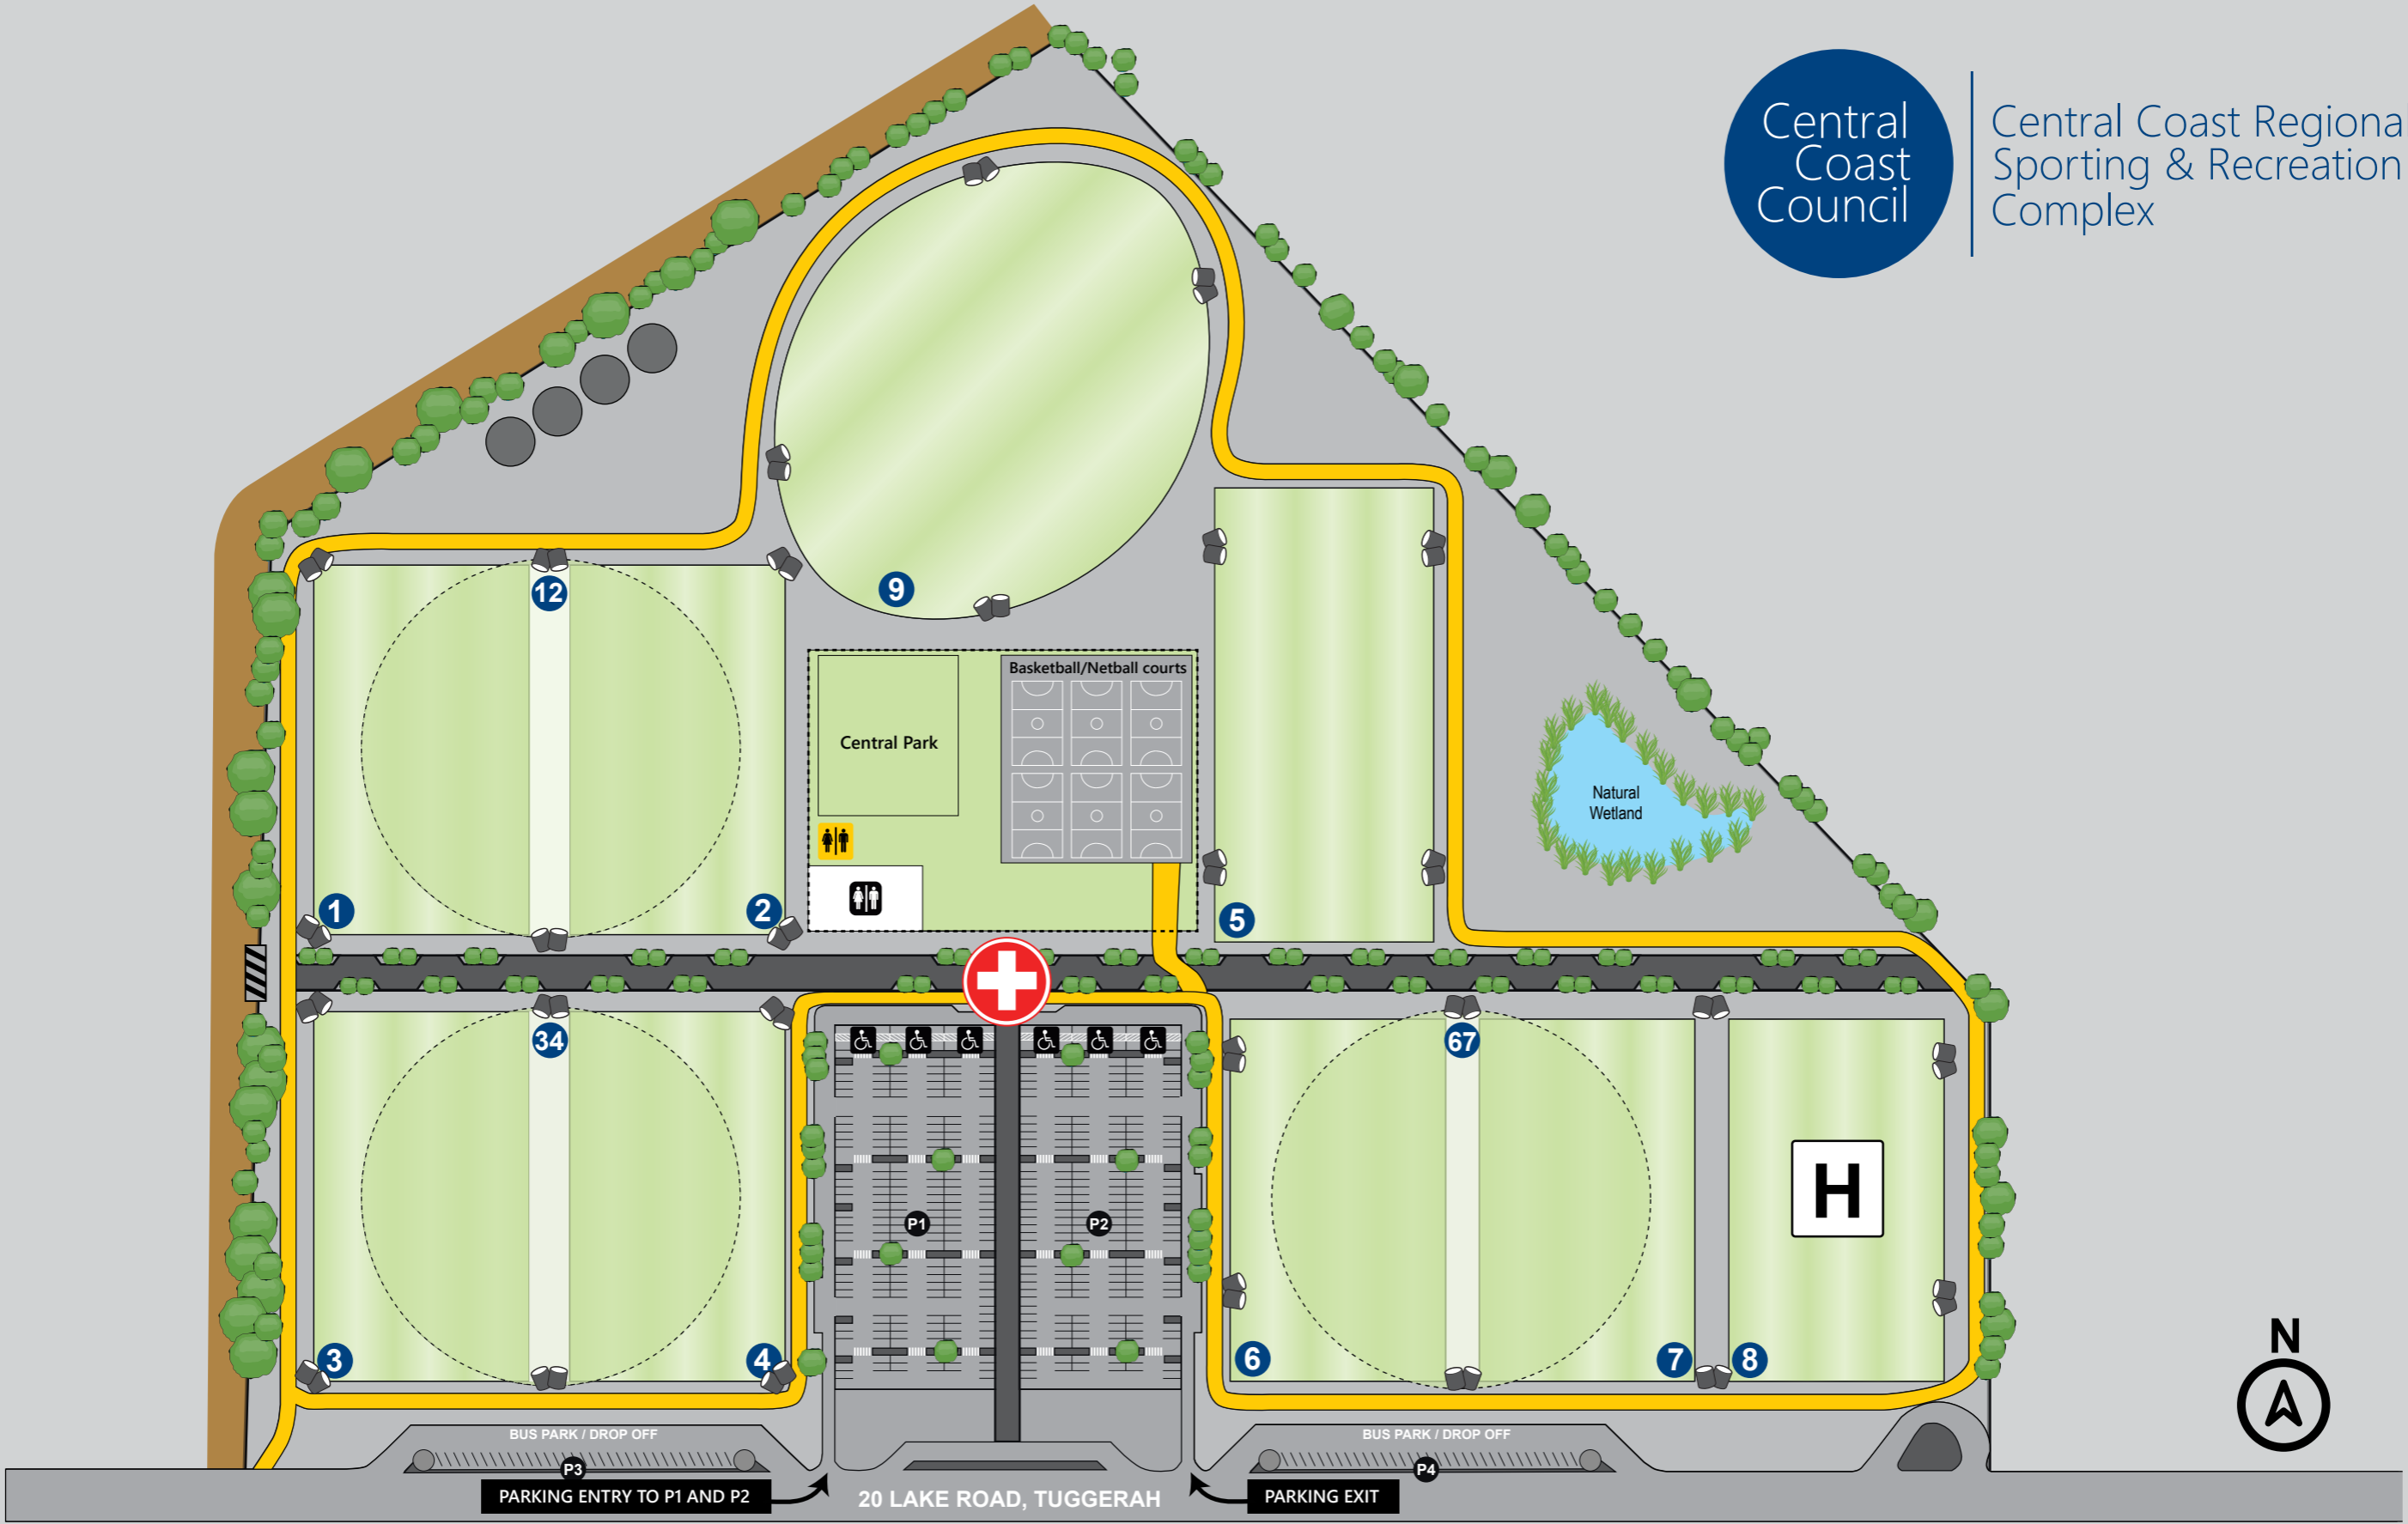 Central
Coast
Council
Central Coast Regiona
Sporting & Recreation
Complex
12
9
Basketball/Netball courts
Central Park
Natural
Wetland
1
2
5
34
67
P1
P2
H
3
4
6
7
8
N
BUS PARK / DROP OFF
BUS PARK / DROP OFF
P3
P4
PARKING ENTRY TO P1 AND P2
20 LAKE ROAD, TUGGERAH
PARKING EXIT